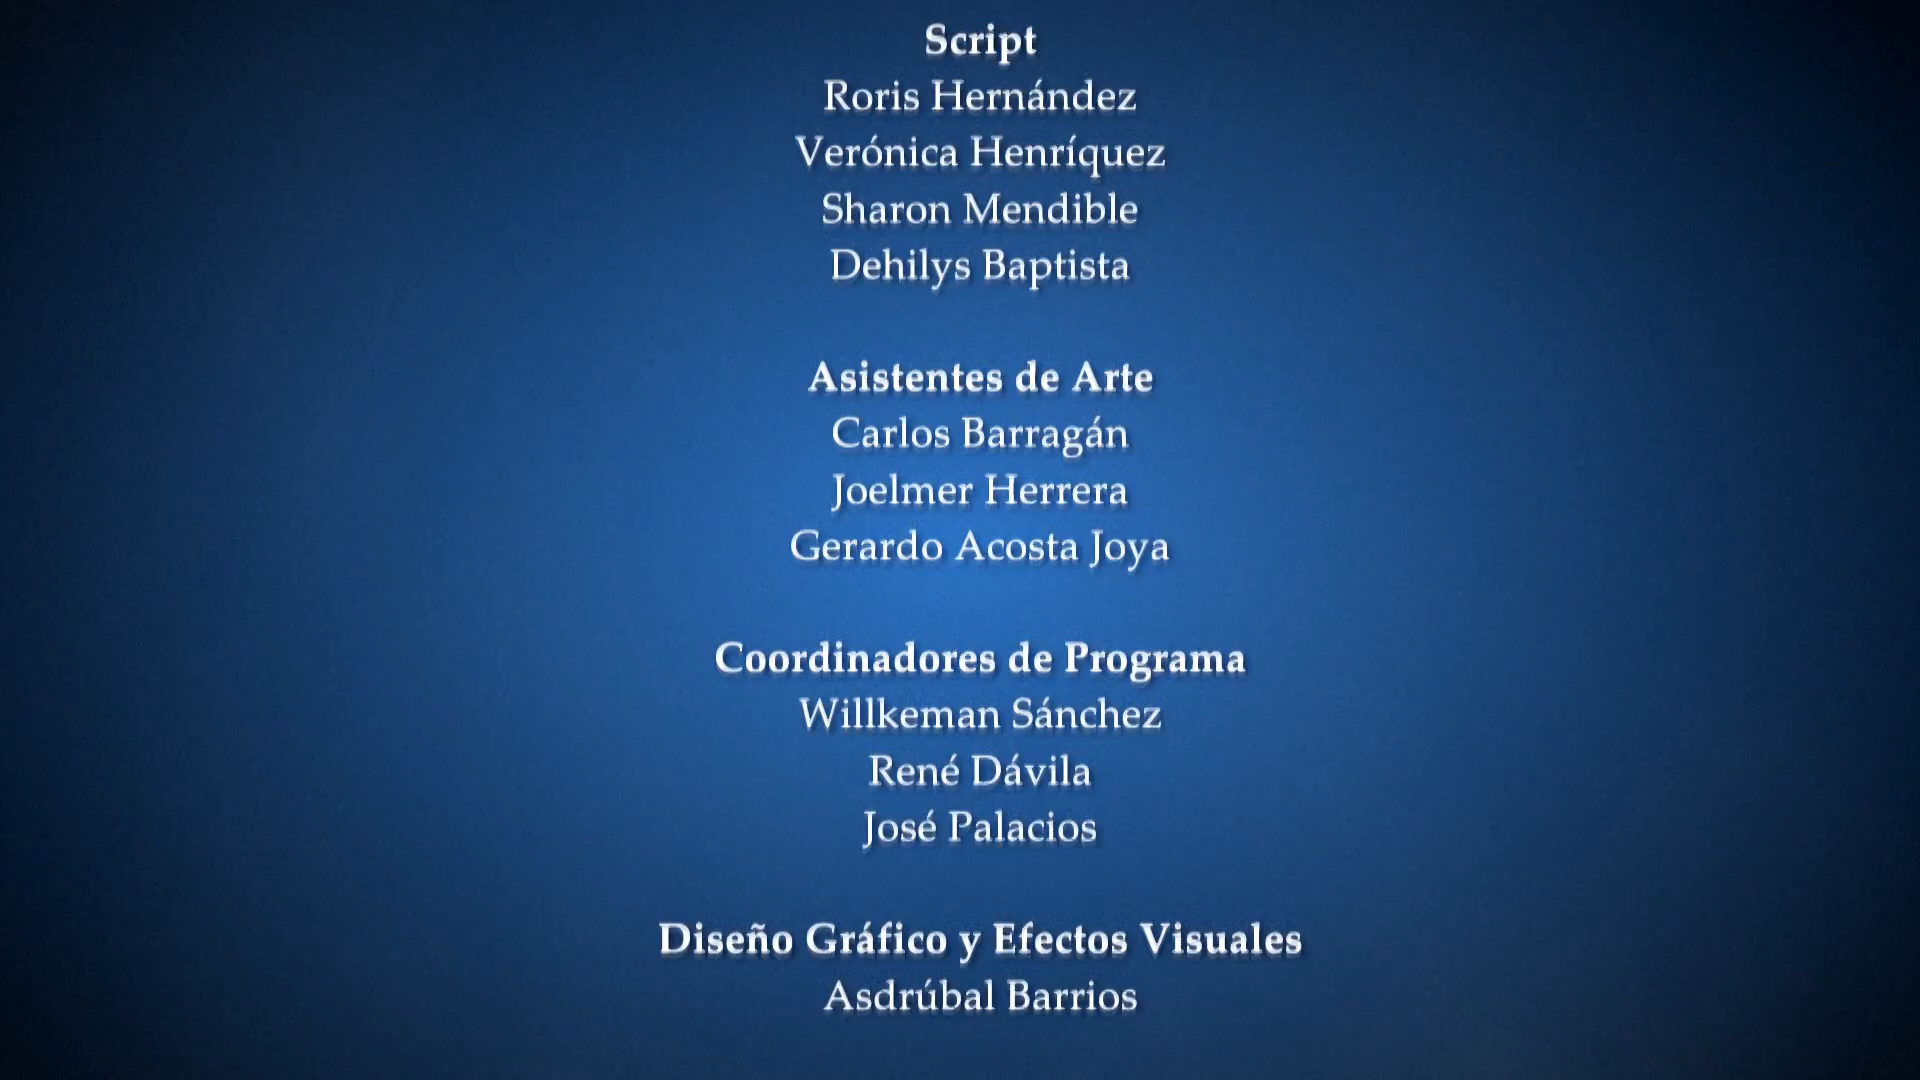 Script
Roris Hernández
Verónica Henríquez
Sharon Mendible
Dehilys Baptista
Asistentes de Arte
Carlos Barragán
Joelmer Herrera
Gerardo Acosta Joya
Coordinadores de Programa
Willkeman Sánchez
René Dávila
José Palacios
Diseño Gráfico y Efectos Visuales
Asdrúbal Barrios